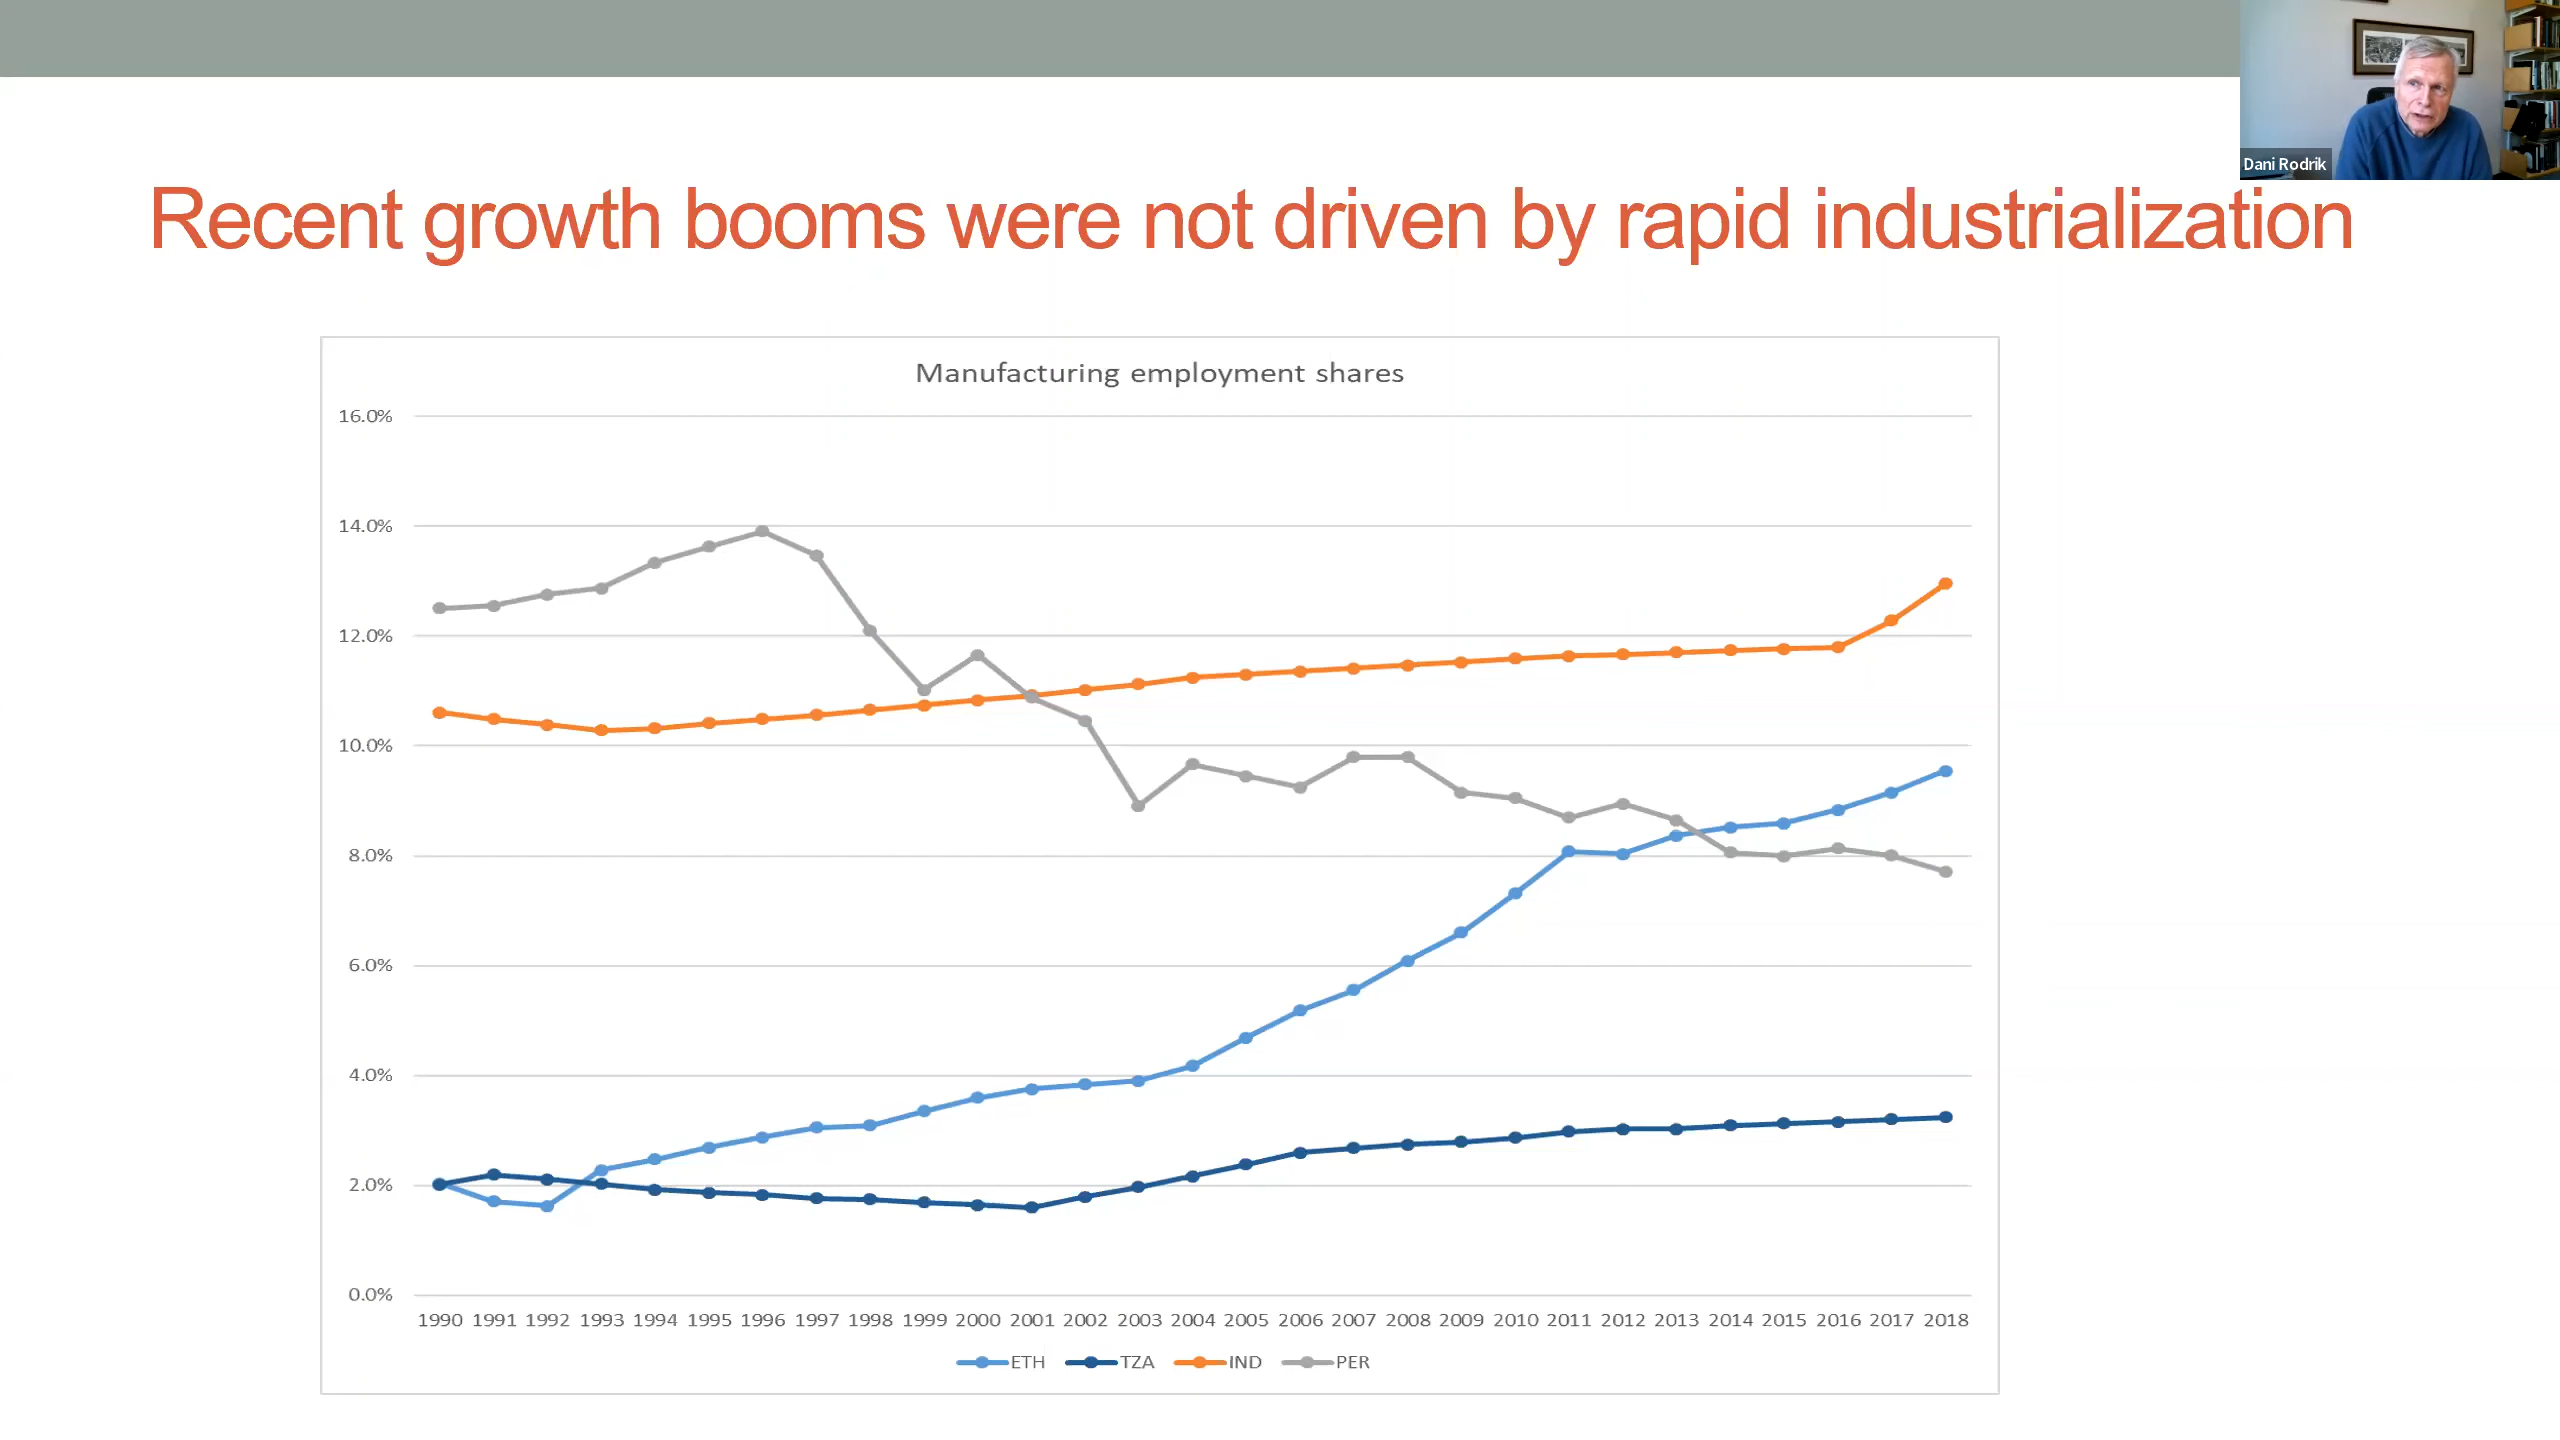 Dani Rodrik
Recent growth booms were not driven by rapid industrialization
Manufacturing employment shares
16.0%
14.0%
12.0%
10.0%
8.0%
6.0%
4.0%
2.0%
0.0%
1990 1991 1992 1993 1994 1995 1996 1997 1998 1999 2000 2001 2002 2003 2004 2005 2006 2007 2008 2009 2010 2011 2012 2013 2014 2015 2016 2017 2018
ETH TZA IND PER